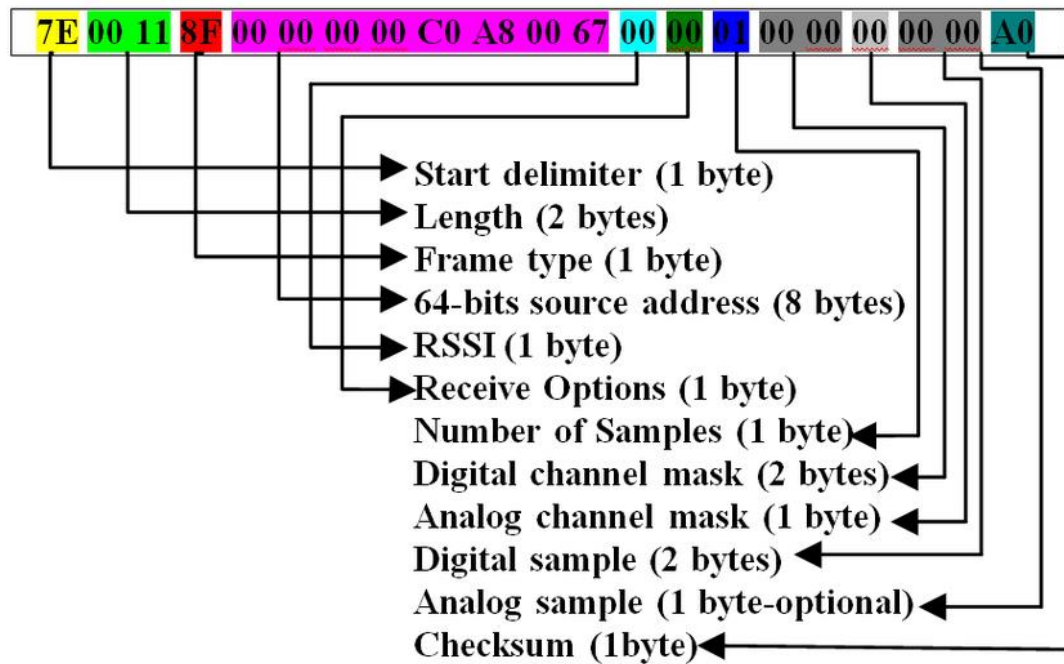 7E 00 11 8F 00 00 00 00 C0 A8 00 67 00 00 01 00 00 00 00 00 A0
Start delimiter (1 byte)
Length (2 bytes)
Frame type (1 byte)
64-bits source address (8 bytes)
RSSI (1 byte)
Receive Options (1 byte)
Number of Samples (1 byte)
Digital channel mask (2 bytes)
Analog channel mask (1 byte)
Digital sample (2 bytes)
Analog sample (1 byte-optional)
Checksum (1byte)